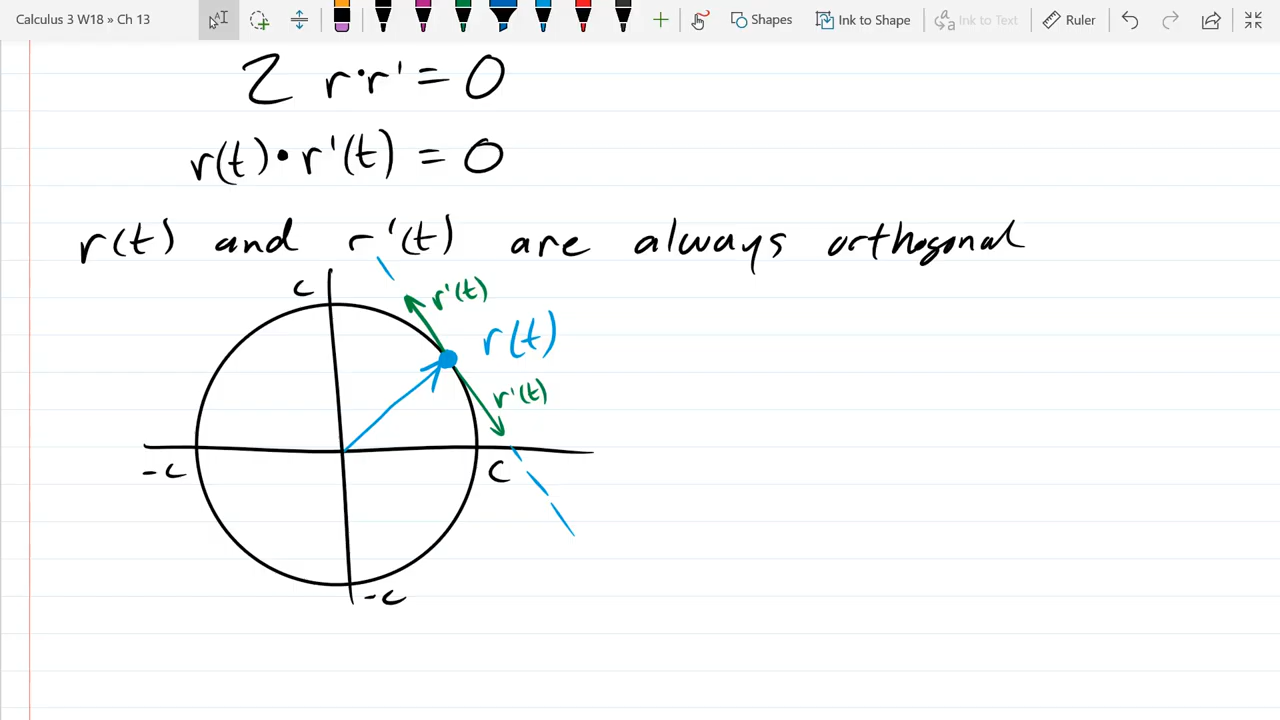 Calculus 3 W18 » Ch 13
Shapes
Ink to Shape
Ink to Text
Ruler
2 r•r' = 0
r(t)•r'(t) = 0
r(t) and r'(t) are always orthogonal
c
r'(t)
r(t)
r'(t)
-c
c
-c